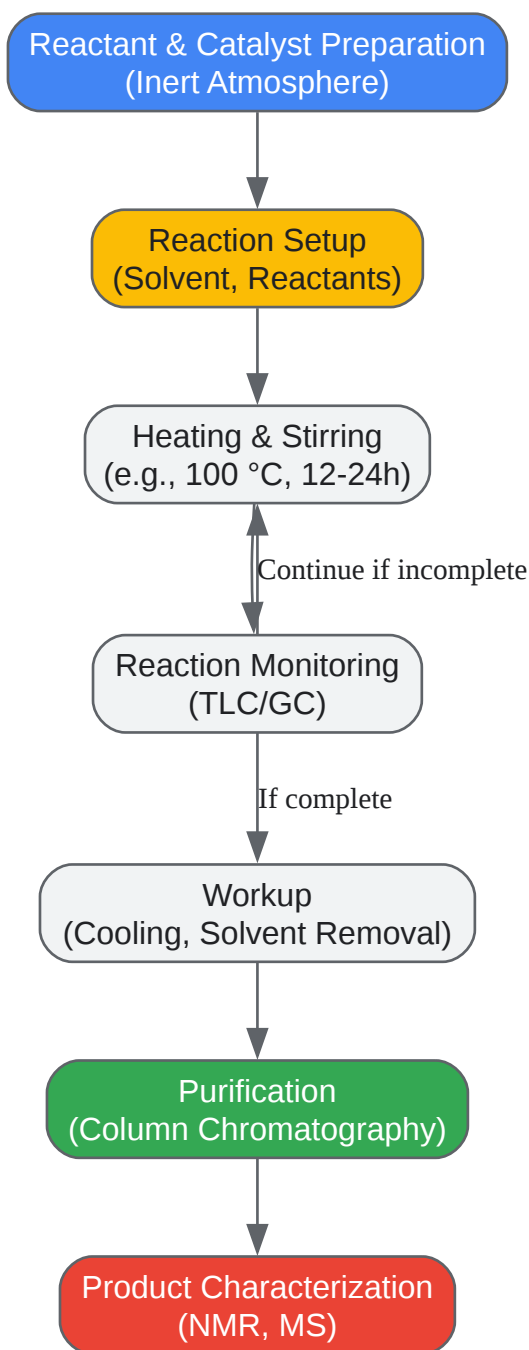 Reactant & Catalyst Preparation
(Inert Atmosphere)
Reaction Setup
(Solvent, Reactants)
Heating & Stirring
(e.g., 100 °C, 12-24h)
Continue if incomplete
Reaction Monitoring
(TLC/GC)
If complete
Workup
(Cooling, Solvent Removal)
Purification
(Column Chromatography)
Product Characterization
(NMR, MS)